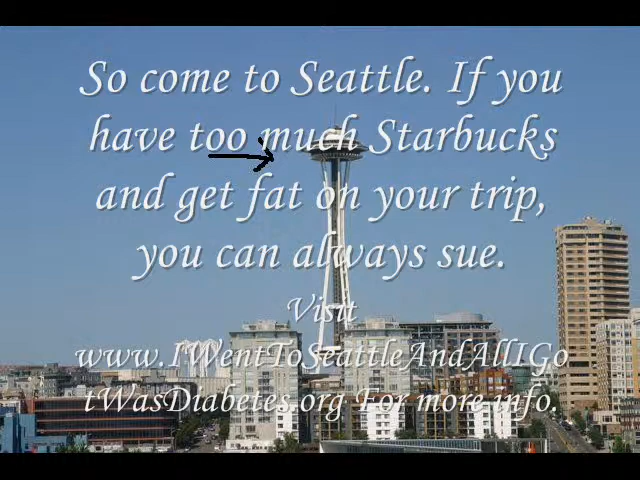 So come to Seattle. If you
have too much Starbucks
and get fat on your trip,
you can always sue.
Visit
www.IWentToSeattleAndAllIGo
tWasDiabetes.org For more info.